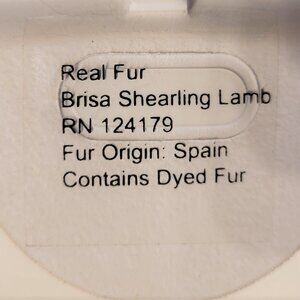 Real Fur
Brisa Shearling Lamb
RN 124179
Fur Origin: Spain
Contains Dyed Fur